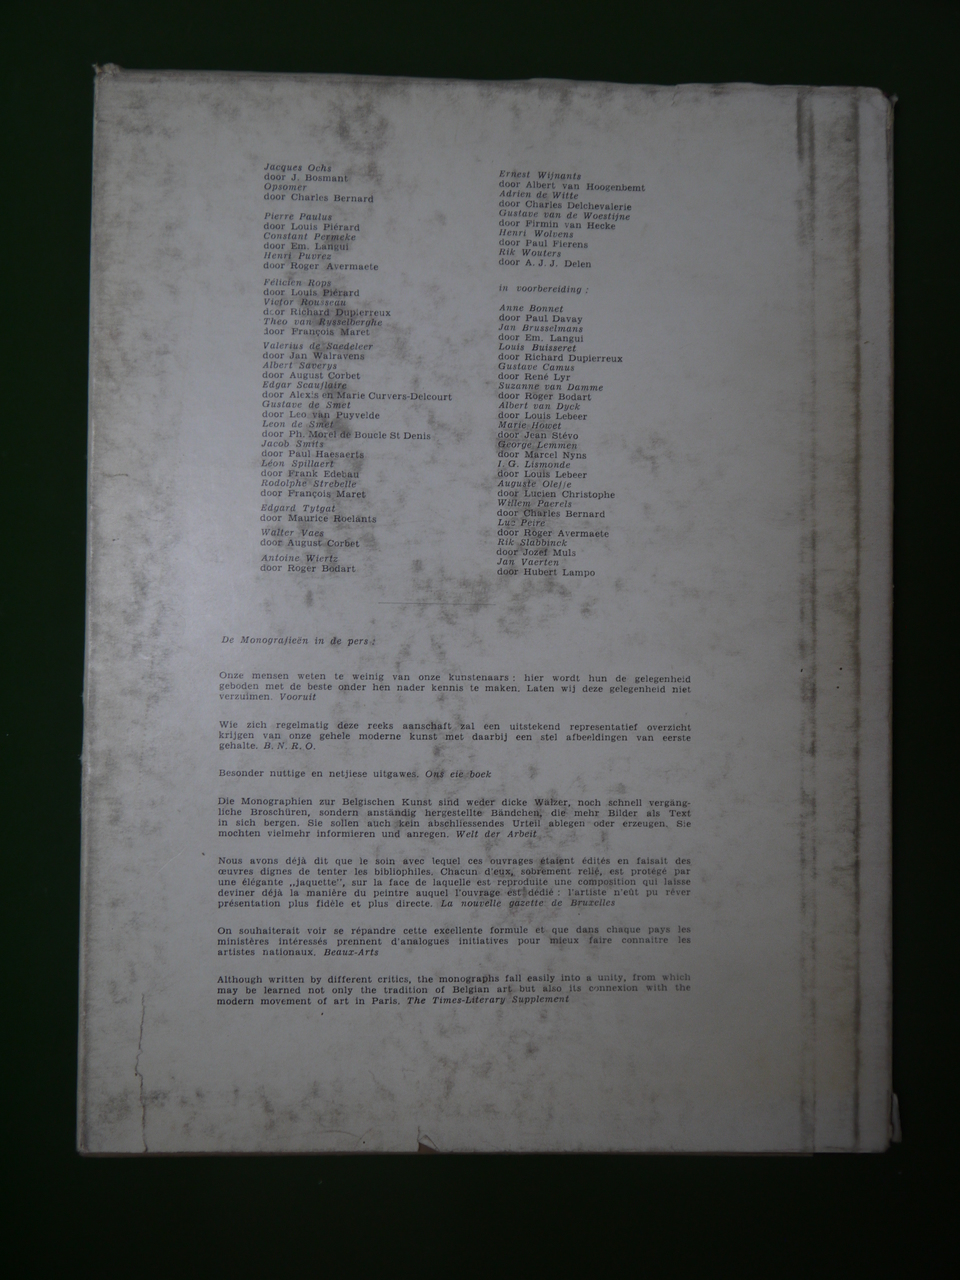 Jacques Ochs
door J. Bosmant
Opsomer
door Charles Bernard
Pierre Paulus
door Louis Piérard
Constant Permeke
door Em. Langui
Henri Puvrez
door Roger Avermaete
Félicien Rops
door Louis Piérard
Victor Rousseau
door Richard Dupierreux
Theo van Rysselberghe
door François Maret
Valerius de Saedeleer
door Jan Walravens
Albert Saverys
door August Corbet
Edgar Scauflaire
door Alexis en Marie Curvers-Delcourt
Gustave de Smet
door Leo van Puyvelde
Leon de Smet
door Ph. Morel de Boucle St Denis
Jacob Smits
door Paul Haesaerts
Léon Spillaert
door Frank Edebau
Rodolphe Strebelle
door François Maret
Edgard Tytgat
door Maurice Roelants
Walter Vaes
door August Corbet
Antoine Wiertz
door Roger Bodart
Ernest Wijnants
door Albert van Hoogenbemt
Adrien de Witte
door Charles Delchevalerie
Gustave van de Woestijne
door Firmin van Hecke
Henri Wolvens
door Paul Fierens
Rik Wouters
door A. J. J. Delen
in voorbereiding :
Anne Bonnet
door Paul Davay
Jan Brusselmans
door Em. Langui
Louis Buisseret
door Richard Dupierreux
Gustave Camus
door René Lyr
Suzanne van Damme
door Roger Bodart
Albert van Dyck
door Louis Lebeer
Marie Howet
door Jean Stévo
George Lemmen
door Marcel Nyns
J. G. Lismonde
door Louis Lebeer
Auguste Oleffe
door Lucien Christophe
Willem Paerels
door Charles Bernard
Luc Peire
door Roger Avermaete
Rik Slabbinck
door Jozef Muls
Jan Vaerten
door Hubert Lampo
De Monografieën in de pers :
Onze mensen weten te weinig van onze kunstenaars : hier wordt hun de gelegenheid
geboden met de beste onder hen nader kennis te maken. Laten wij deze gelegenheid niet
verzuimen. Vooruit
Wie zich regelmatig deze reeks aanschaft zal een uitstekend representatief overzicht
krijgen van onze gehele moderne kunst met daarbij een stel afbeeldingen van eerste
gehalte. B. N. R. O.
Besonder nuttige en netjiese uitgawes. Ons eie boek
Die Monographien zur Belgischen Kunst sind weder dicke Wälzer, noch schnell vergäng-
liche Broschüren, sondern anständig hergestellte Bändchen, die mehr Bilder als Text
in sich bergen. Sie sollen auch kein abschliessendes Urteil ablegen oder erzeugen. Sie
mochten vielmehr informieren und anregen. Welt der Arbeit
Nous avons déjà dit que le soin avec lequel ces ouvrages étaient édités en faisait des
œuvres dignes de tenter les bibliophiles. Chacun d'eux, sobrement relié, est protégé par
une élégante „jaquette”, sur la face de laquelle est reproduite une composition qui laisse
deviner déjà la manière du peintre auquel l'ouvrage est dédié : l'artiste n'eût pu rêver
présentation plus fidèle et plus directe. La nouvelle gazette de Bruxelles
On souhaiterait voir se répandre cette excellente formule et que dans chaque pays les
ministères intéressés prennent d'analogues initiatives pour mieux faire connaître les
artistes nationaux. Beaux-Arts
Although written by different critics, the monographs fall easily into a unity, from which
may be learned not only the tradition of Belgian art but also its connexion with the
modern movement of art in Paris. The Times-Literary Supplement